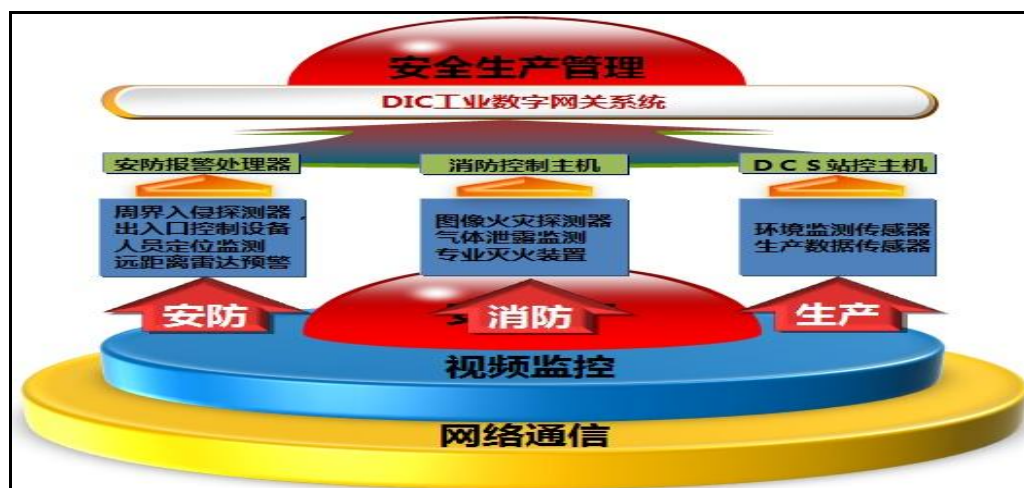 安全生产管理
DIC工业数字网关系统
安防报警处理器
消防控制主机
DCS站控主机
周界入侵探测器，
出入口控制设备
人员定位监测
远距离雷达预警
图像火灾探测器
气体泄露监测
专业灭火装置
环境监测传感器
生产数据传感器
安防
消防
生产
视频监控
网络通信